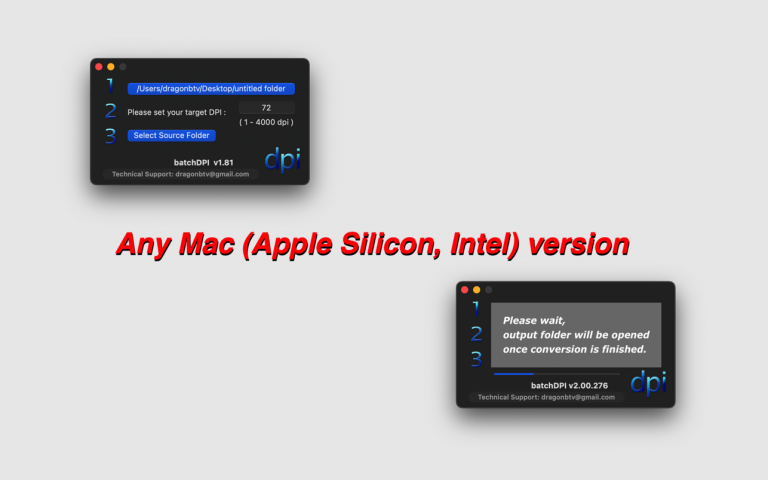 1
/Users/dragonbtv/Desktop/untitled folder
2
Please set your target DPI :
72
( 1 - 4000 dpi )
3
Select Source Folder
batchDPI v1.81
dpi
Technical Support: dragonbtv@gmail.com
Any Mac (Apple Silicon, Intel) version
1
2
3
Please wait,
output folder will be opened
once conversion is finished.
batchDPI v2.00.276
dpi
Technical Support: dragonbtv@gmail.com